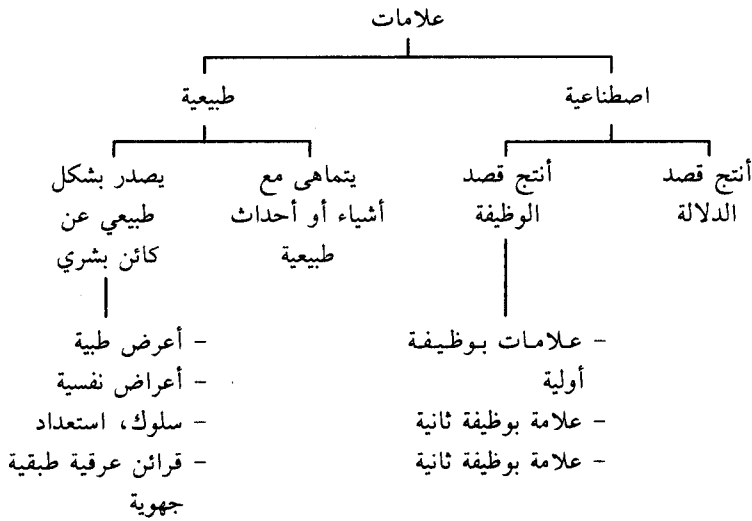 علامات
اصطناعية
طبيعية
أنتج قصد
الدلالة
أنتج قصد
الوظيفة
يتماهى مع
أشياء أو أحداث
طبيعية
يصدر بشكل
طبيعي عن
كائن بشري
– علامات بوظيفة
أولية
– علامة بوظيفة ثانية
– علامة بوظيفة ثانية
– أعرض طبية
– أعراض نفسية
– سلوك، استعداد
– قرائن عرقية طبقية
جهوية